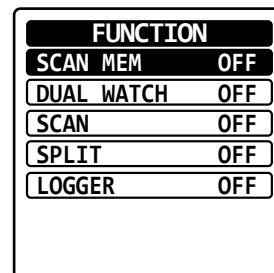 FUNCTION
SCAN MEM OFF
DUAL WATCH OFF
SCAN OFF
SPLIT OFF
LOGGER OFF